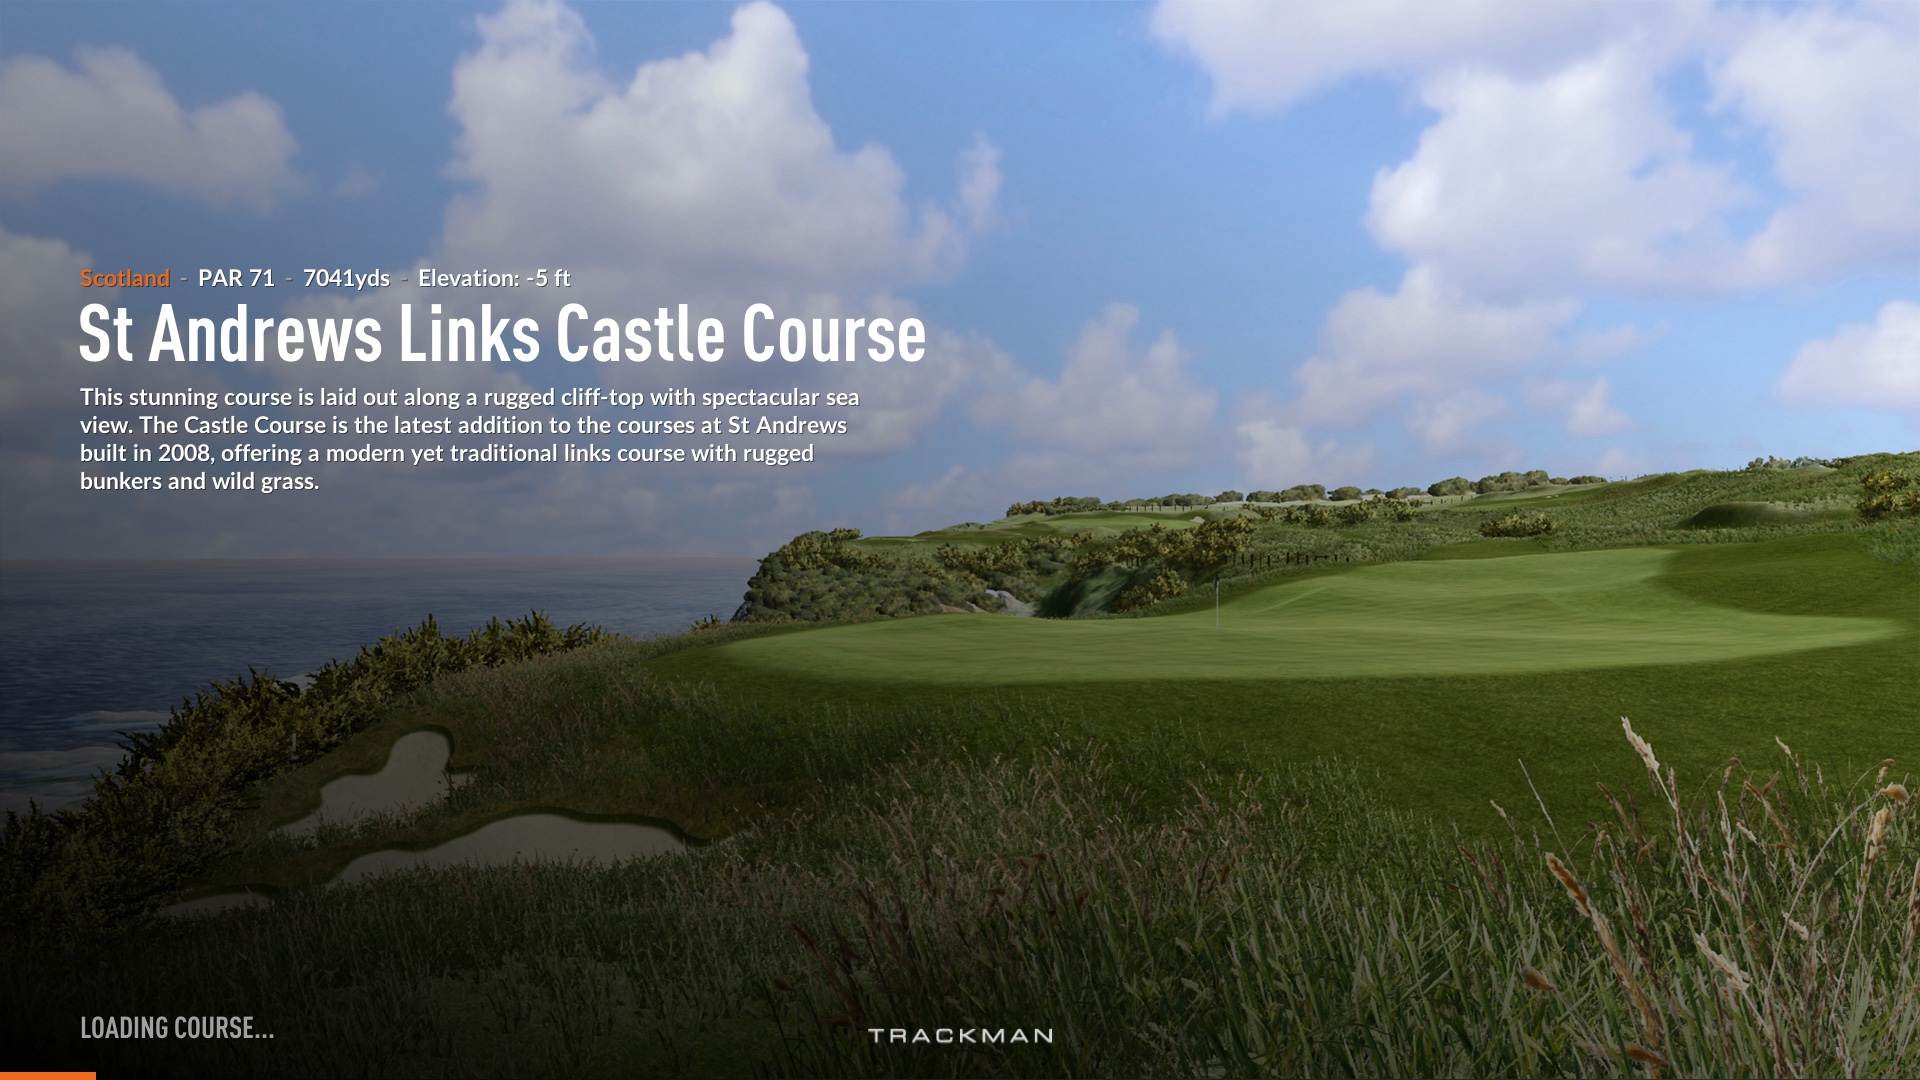 Scotland - PAR 71 - 7041yds - Elevation: -5 ft
St Andrews Links Castle Course
This stunning course is laid out along a rugged cliff-top with spectacular sea
view. The Castle Course is the latest addition to the courses at St Andrews
built in 2008, offering a modern yet traditional links course with rugged
bunkers and wild grass.
LOADING COURSE...
TRACKMAN